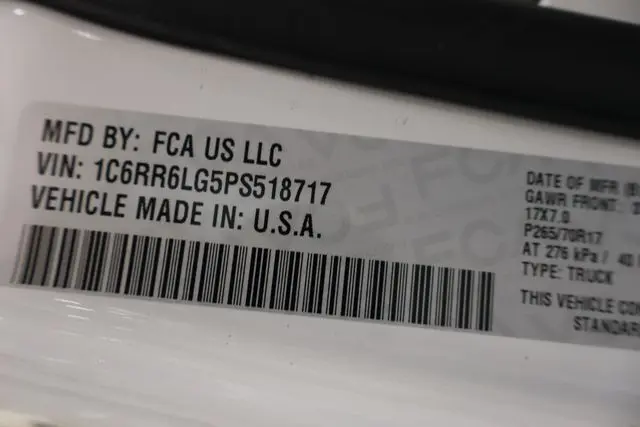 MFD BY: FCA US LLC
VIN: 1C6RR6LG5PS518717
VEHICLE MADE IN: U.S.A.
DATE OF MFR
GAWR FRONT:
17X7.0
P265/70R17
AT 276 kPa / 40
TYPE: TRUCK
THIS VEHICLE